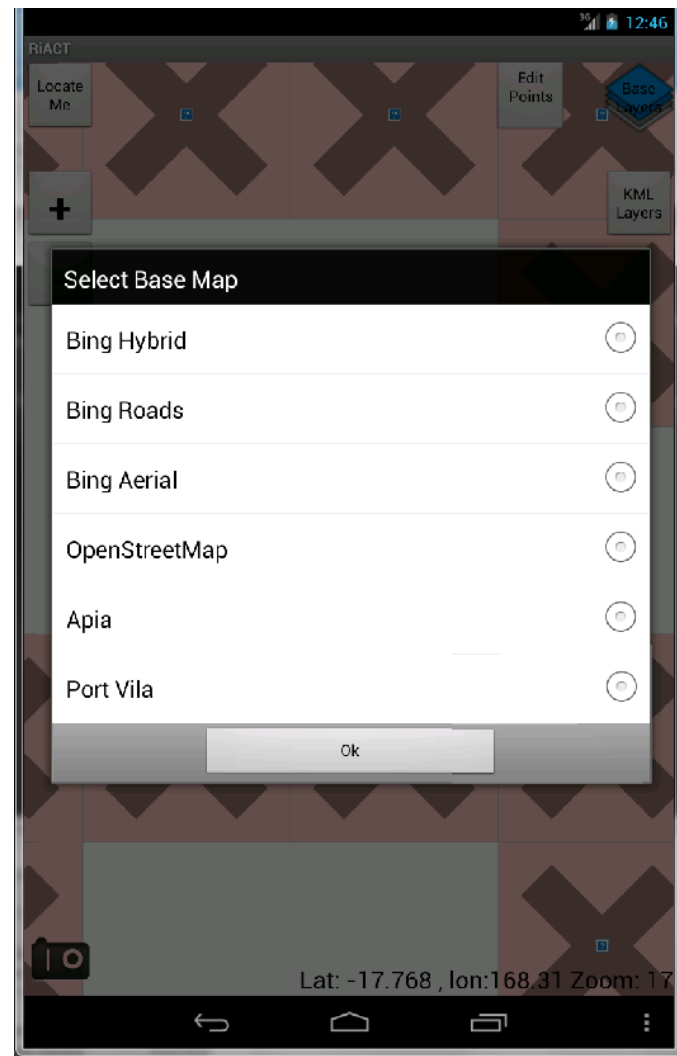 3G 12:46
RiACT
Locate
Me
Edit
Points
Base
Layers
+
KML
Layers
Select Base Map
Bing Hybrid
Bing Roads
Bing Aerial
OpenStreetMap
Apia
Port Vila
Ok
Lat: -17.768 , lon:168.31 Zoom: 17